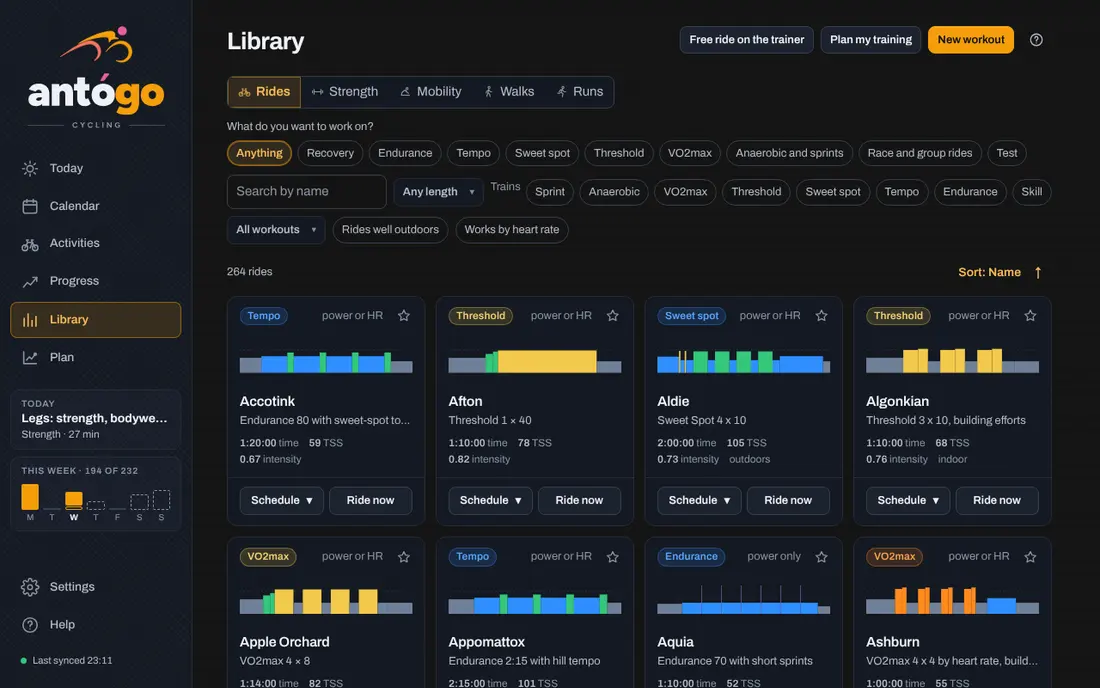 antógo
CYCLING
Today
Calendar
Activities
Progress
Library
Plan
TODAY
Legs: strength, bodywe...
Strength · 27 min
THIS WEEK · 194 OF 232
M T W T F S S
Settings
Help
Last synced 23:11
Library
Free ride on the trainer
Plan my training
New workout
Rides Strength Mobility Walks Runs
What do you want to work on?
Anything Recovery Endurance Tempo Sweet spot Threshold VO2max Anaerobic and sprints Race and group rides Test
Search by name Any length Trains Sprint Anaerobic VO2max Threshold Sweet spot Tempo Endurance Skill
All workouts Rides well outdoors Works by heart rate
264 rides
Sort: Name ↑
Tempo power or HR
Accotink
Endurance 80 with sweet-spot to...
1:20:00 time 59 TSS
0.67 intensity
Schedule ▾ Ride now
Threshold power or HR
Afton
Threshold 1 × 40
1:10:00 time 78 TSS
0.82 intensity
Schedule ▾ Ride now
Sweet spot power or HR
Aldie
Sweet Spot 4 x 10
2:00:00 time 105 TSS
0.73 intensity outdoors
Schedule ▾ Ride now
Threshold power or HR
Algonkian
Threshold 3 x 10, building efforts
1:10:00 time 68 TSS
0.76 intensity indoor
Schedule ▾ Ride now
VO2max power or HR
Apple Orchard
VO2max 4 × 8
1:14:00 time 82 TSS
Tempo power or HR
Appomattox
Endurance 2:15 with hill tempo
2:15:00 time 101 TSS
Endurance power only
Aquia
Endurance 70 with short sprints
1:10:00 time 52 TSS
VO2max power or HR
Ashburn
VO2max 4 x 4 by heart rate, build...
1:00:00 time 55 TSS